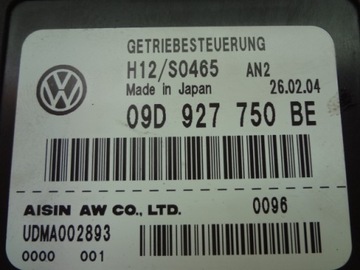 GETRIEBESTEUERUNG
H12/S0465 AN2
Made in Japan 26.02.04
09D 927 750 BE
AISIN AW CO., LTD. 0096
UDMA002893
0000 001